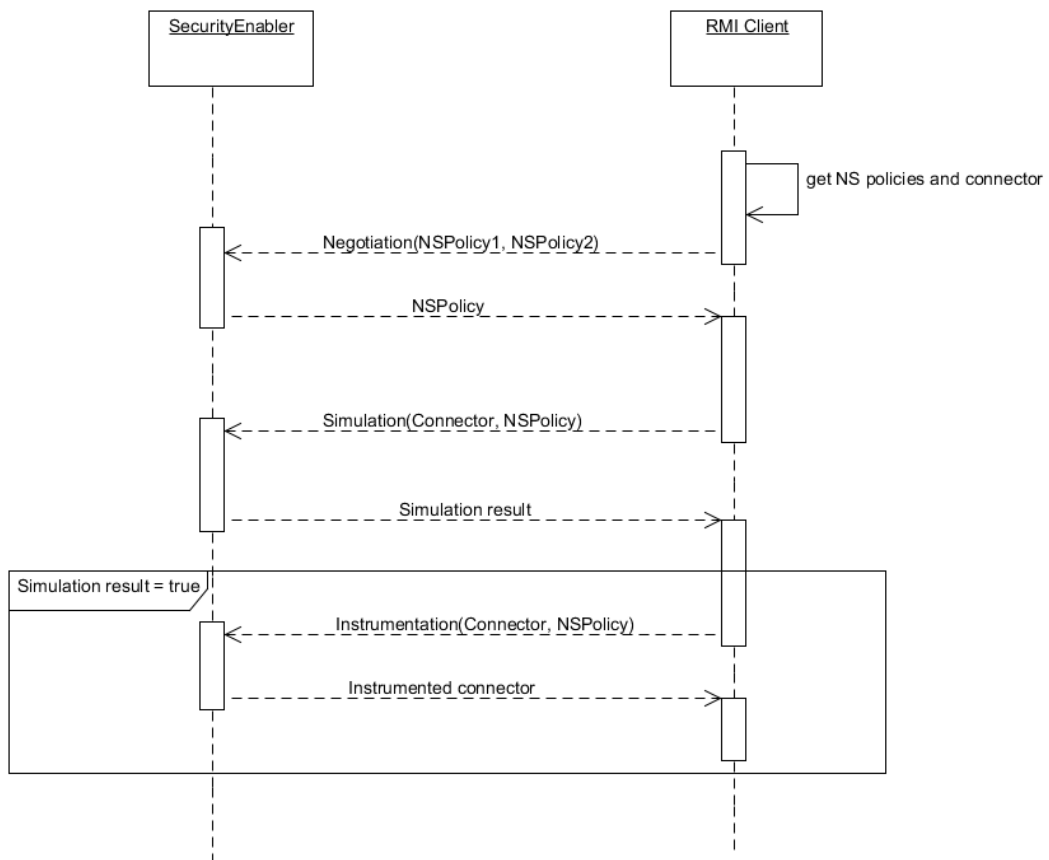 SecurityEnabler
RMI Client
get NS policies and connector
Negotiation(NSPolicy1, NSPolicy2)
NSPolicy
Simulation(Connector, NSPolicy)
Simulation result
Simulation result = true
Instrumentation(Connector, NSPolicy)
Instrumented connector